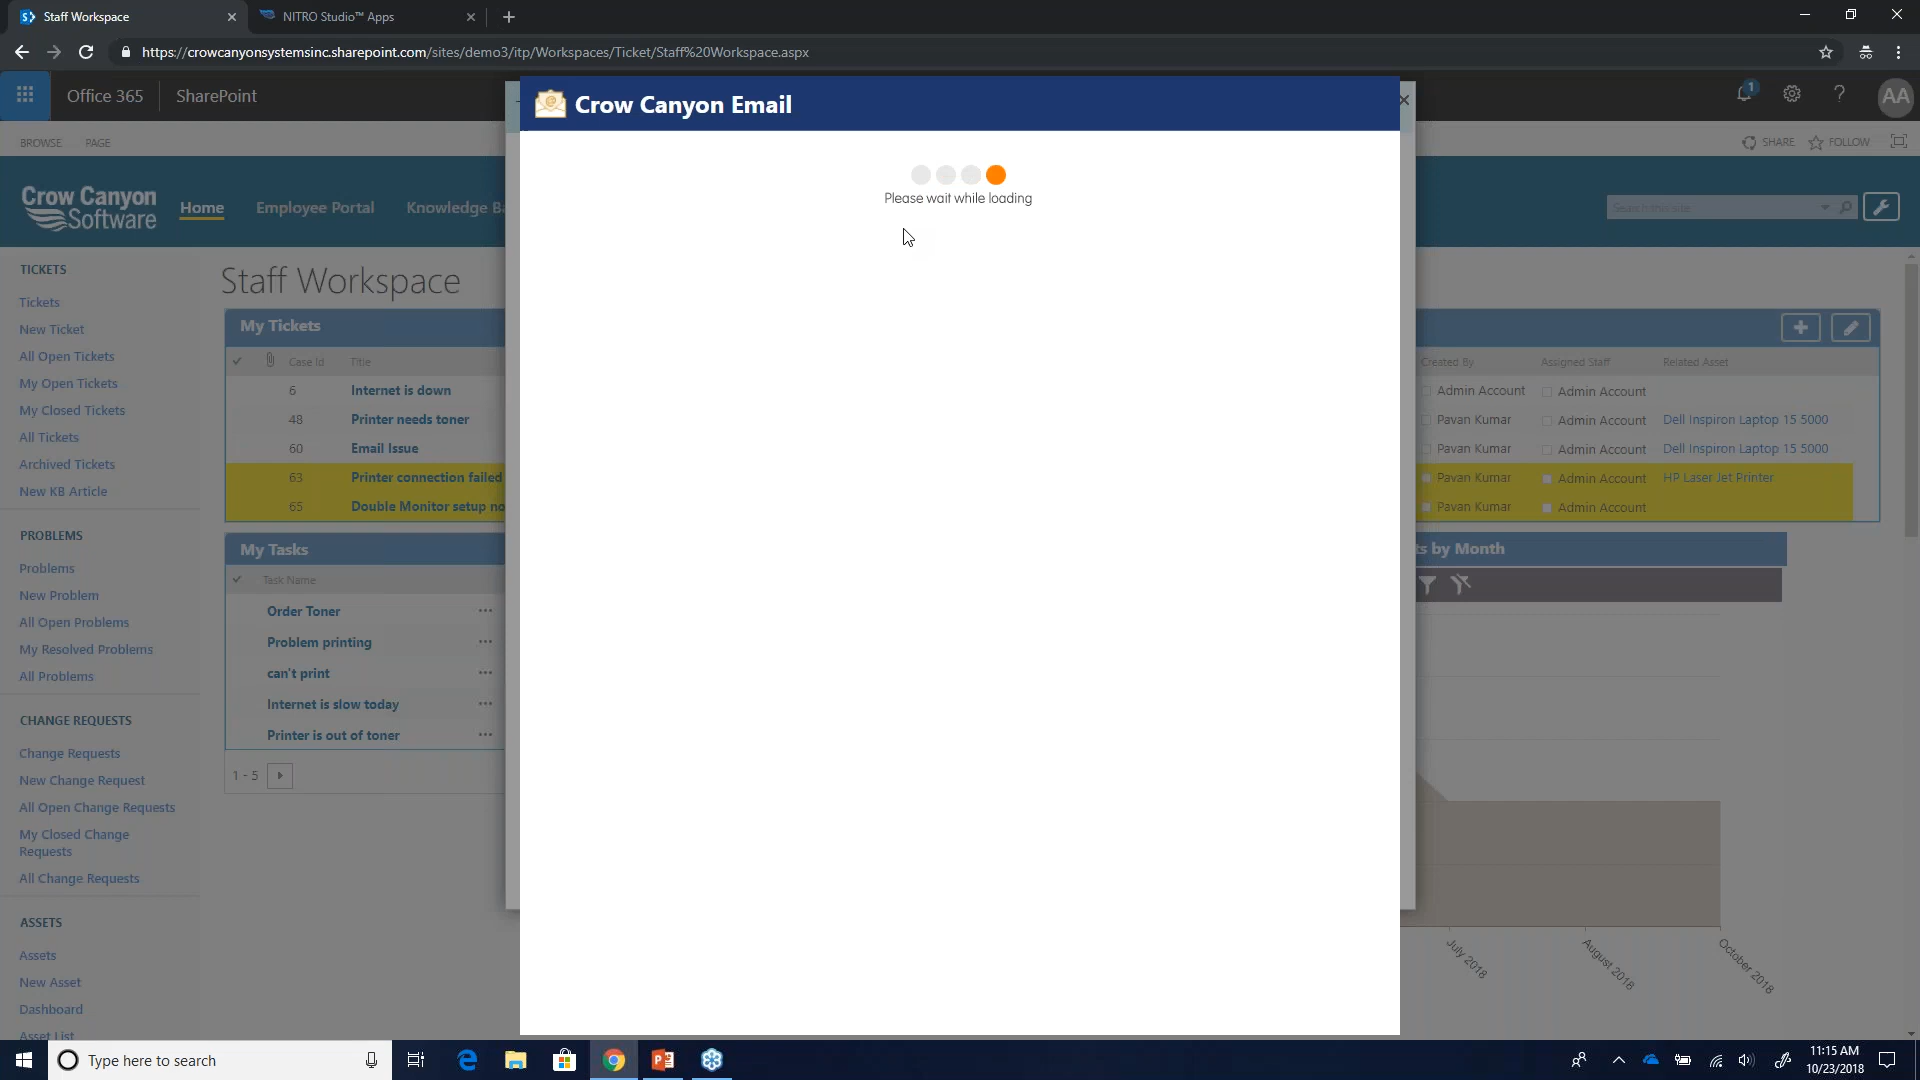 Staff Workspace
NITRO Studio™ Apps
https://crowcanyonsystemsinc.sharepoint.com/sites/demo3/itp/Workspaces/Ticket/Staff%20Workspace.aspx
Office 365
SharePoint
1
AA
Crow Canyon Email
Please wait while loading
BROWSE
PAGE
SHARE
FOLLOW
Crow Canyon
Software
Home
Employee Portal
Knowledge Ba
Search this site
TICKETS
Tickets
New Ticket
All Open Tickets
My Open Tickets
My Closed Tickets
All Tickets
Archived Tickets
New KB Article
PROBLEMS
Problems
New Problem
All Open Problems
My Resolved Problems
All Problems
CHANGE REQUESTS
Change Requests
New Change Request
All Open Change Requests
My Closed Change
Requests
All Change Requests
ASSETS
Assets
New Asset
Dashboard
Asset List
Staff Workspace
My Tickets
Case Id Title
6 Internet is down
48 Printer needs toner
60 Email Issue
63 Printer connection failed
65 Double Monitor setup no
Created By Assigned Staff Related Asset
Admin Account Admin Account
Pavan Kumar Admin Account Dell Inspiron Laptop 15 5000
Pavan Kumar Admin Account Dell Inspiron Laptop 15 5000
Pavan Kumar Admin Account HP Laser Jet Printer
Pavan Kumar Admin Account
My Tasks
Task Name
Order Toner
Problem printing
can't print
Internet is slow today
Printer is out of toner
1 - 5
ts by Month
July 2018
August 2018
October 2018
Type here to search
11:15 AM
10/23/2018